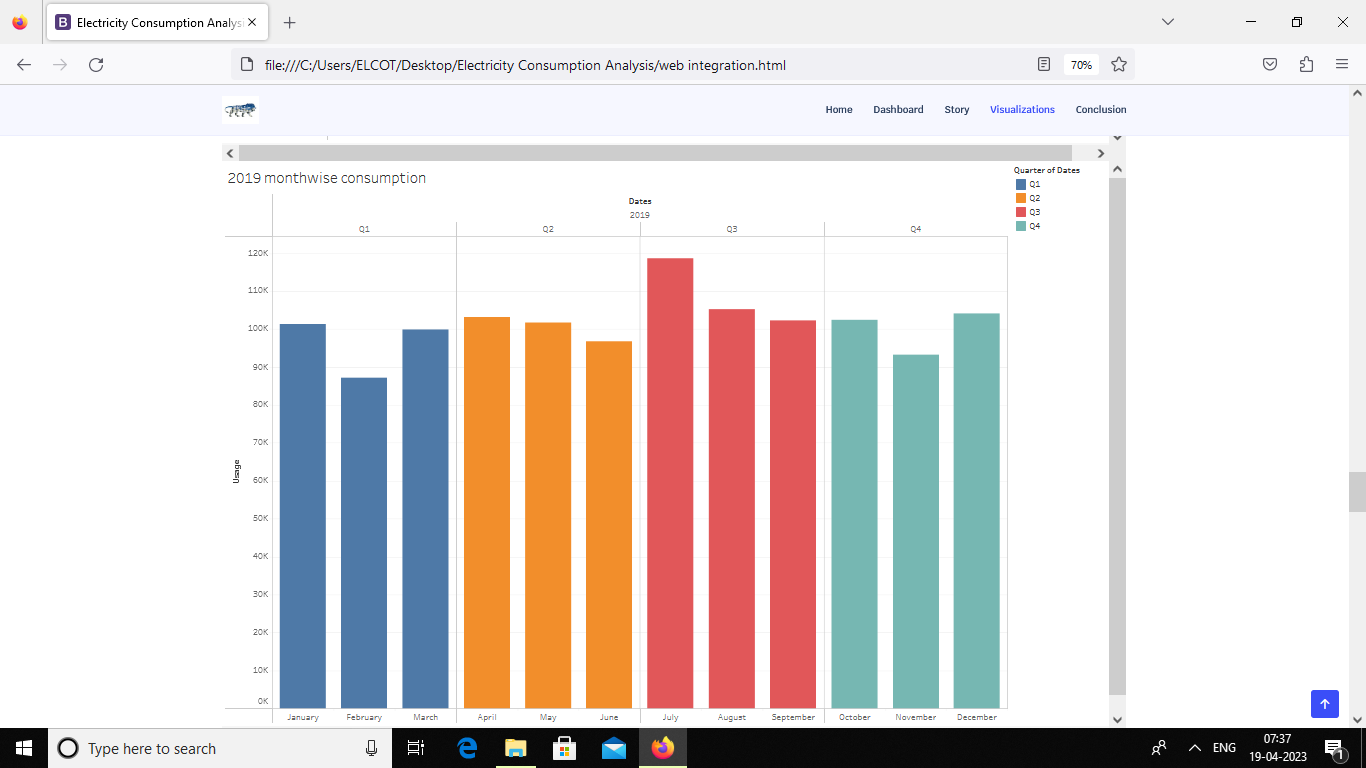 Electricity Consumption Analysi
file:///C:/Users/ELCOT/Desktop/Electricity Consumption Analysis/web integration.html
70%
Home Dashboard Story Visualizations Conclusion
2019 monthwise consumption
Quarter of Dates
Q1
Q2
Q3
Q4
Dates
2019
Q1 Q2 Q3 Q4
120K
110K
100K
90K
80K
70K
60K
50K
40K
30K
20K
10K
0K
Usage
January February March April May June July August September October November December
Type here to search
ENG
07:37
19-04-2023
1